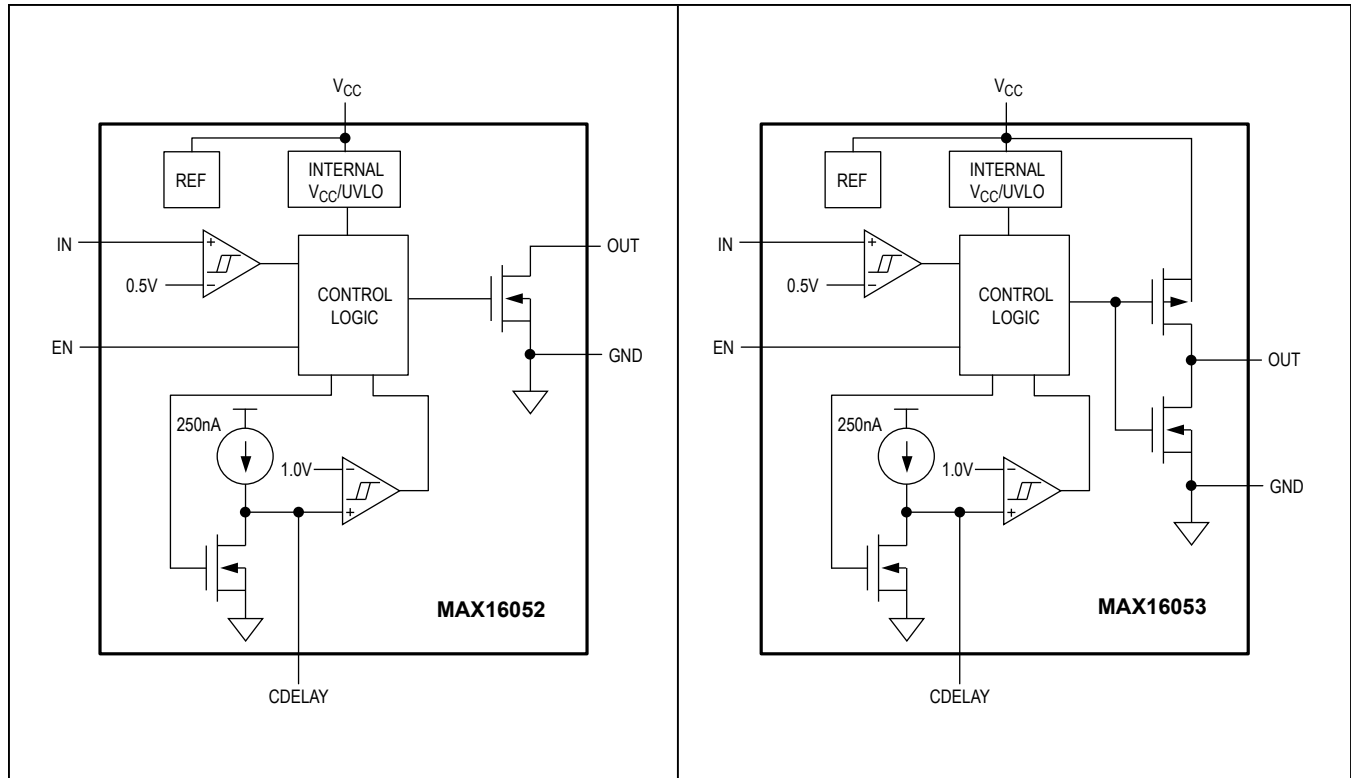 VCC
REF
INTERNAL
VCC/UVLO
IN
+
OUT
0.5V
−
CONTROL
LOGIC
EN
GND
250nA
1.0V
−
+
MAX16052
CDELAY
VCC
REF
INTERNAL
VCC/UVLO
IN
+
0.5V
−
CONTROL
LOGIC
EN
OUT
250nA
1.0V
−
+
GND
MAX16053
CDELAY